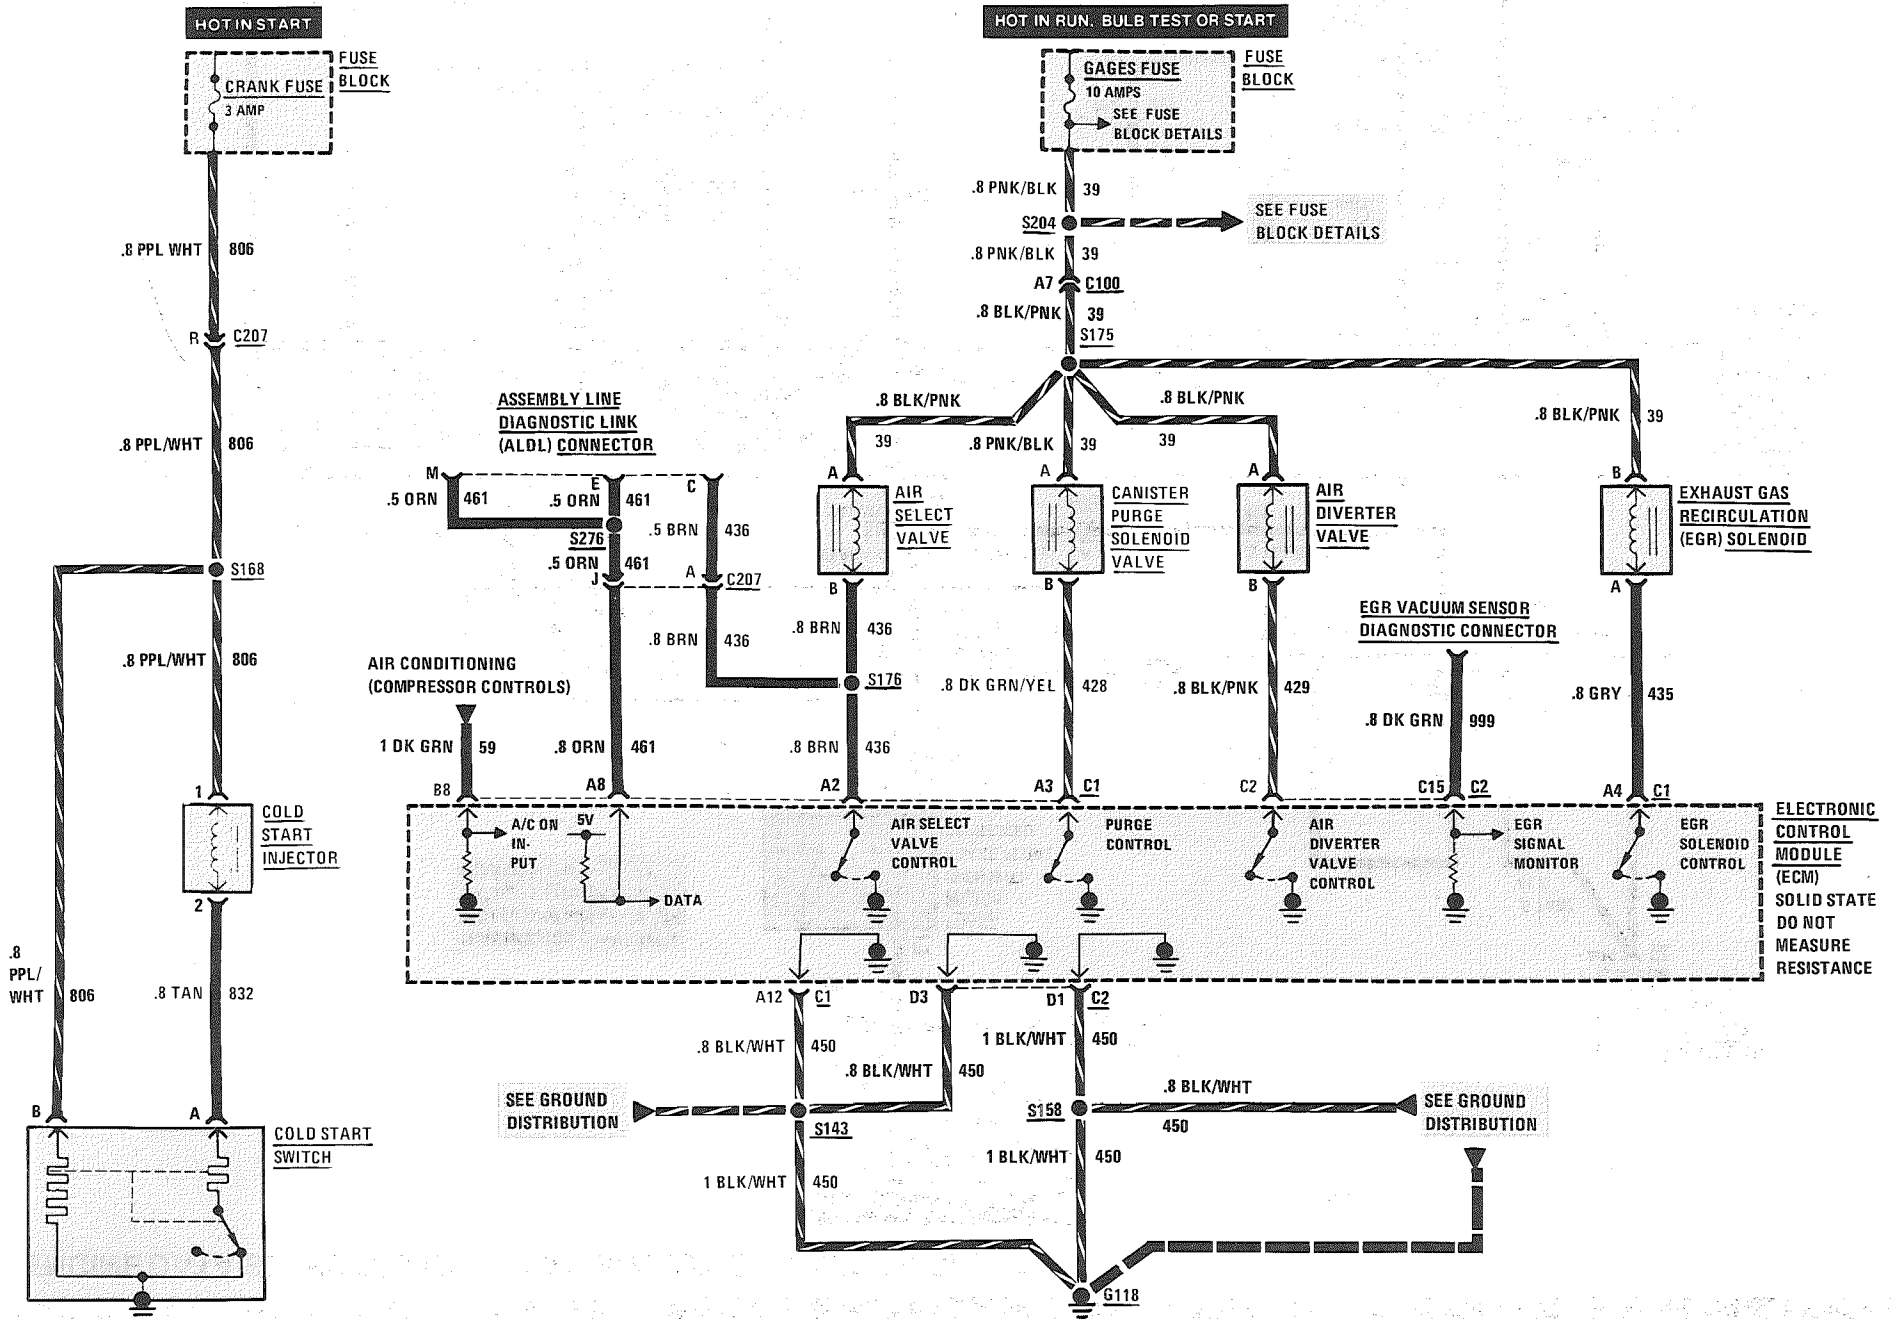 HOT IN START
HOT IN RUN, BULB TEST OR START
FUSE
BLOCK
CRANK FUSE
3 AMP
GAGES FUSE
10 AMPS
SEE FUSE
BLOCK DETAILS
FUSE
BLOCK
.8 PNK/BLK 39
S204
SEE FUSE
BLOCK DETAILS
.8 PPL WHT 806
.8 PNK/BLK 39
A7 C100
.8 BLK/PNK 39
S175
R C207
ASSEMBLY LINE
DIAGNOSTIC LINK
(ALDL) CONNECTOR
.8 BLK/PNK
39
.8 PNK/BLK 39
.8 BLK/PNK
39
.8 BLK/PNK 39
.8 PPL/WHT 806
M
E
C
.5 ORN 461
.5 ORN 461
S276
.5 BRN 436
.5 ORN 461
J
A C207
A
AIR
SELECT
VALVE
B
A
CANISTER
PURGE
SOLENOID
VALVE
B
A
AIR
DIVERTER
VALVE
B
B
EXHAUST GAS
RECIRCULATION
(EGR) SOLENOID
A
S168
.8 PPL/WHT 806
AIR CONDITIONING
(COMPRESSOR CONTROLS)
.8 BRN 436
.8 BRN 436
S176
EGR VACUUM SENSOR
DIAGNOSTIC CONNECTOR
.8 DK GRN/YEL 428
.8 BLK/PNK 429
.8 DK GRN 999
.8 GRY 435
1 DK GRN 59
.8 ORN 461
.8 BRN 436
B8
A8
A2
A3 C1
C2
C15 C2
A4 C1
1
COLD
START
INJECTOR
2
A/C ON
IN-
PUT
5V
DATA
AIR SELECT
VALVE
CONTROL
PURGE
CONTROL
AIR
DIVERTER
VALVE
CONTROL
EGR
SIGNAL
MONITOR
EGR
SOLENOID
CONTROL
ELECTRONIC
CONTROL
MODULE
(ECM)
SOLID STATE
DO NOT
MEASURE
RESISTANCE
.8
PPL/
WHT 806
.8 TAN 832
A12 C1
D3
D1 C2
.8 BLK/WHT 450
.8 BLK/WHT 450
1 BLK/WHT 450
SEE GROUND
DISTRIBUTION
S143
S158
.8 BLK/WHT
450
SEE GROUND
DISTRIBUTION
B
A
COLD START
SWITCH
1 BLK/WHT 450
1 BLK/WHT 450
G118